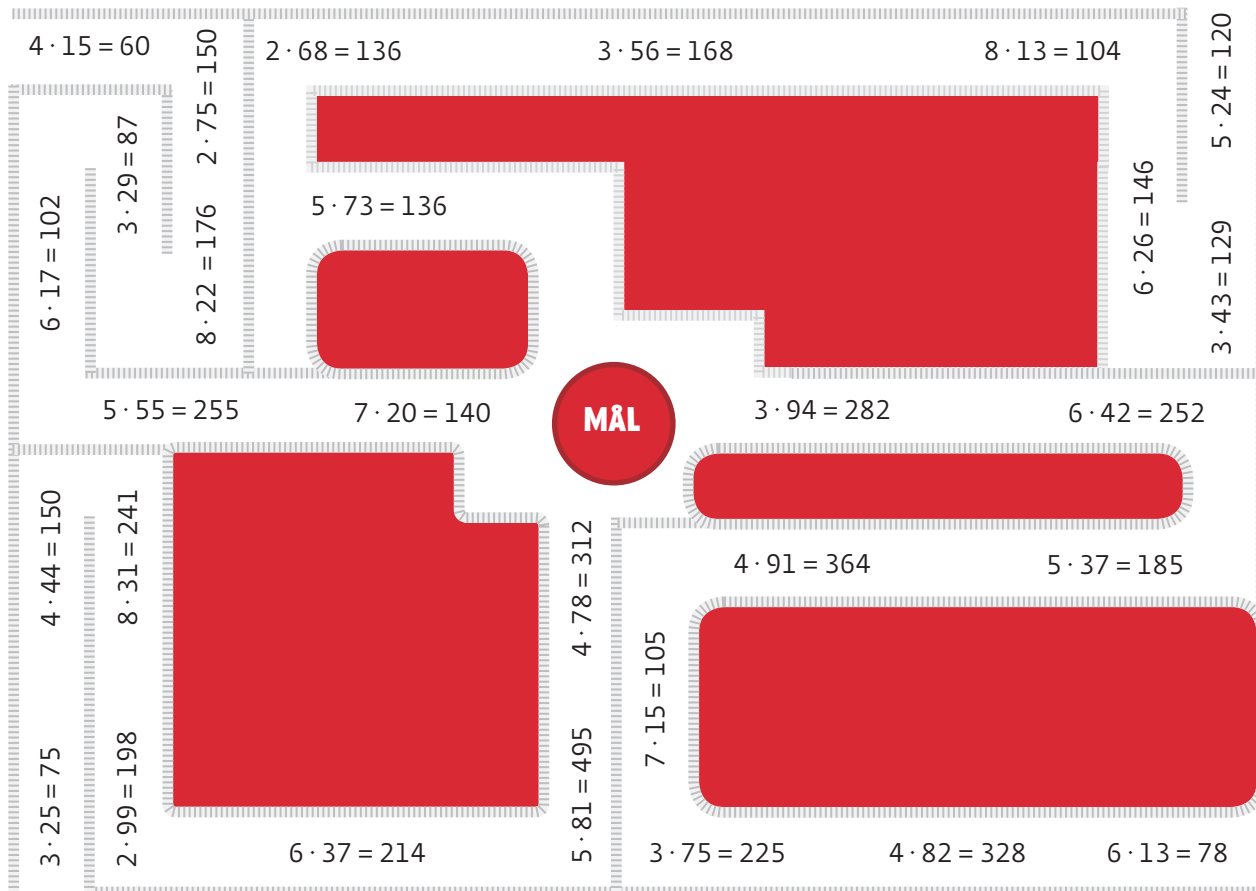 4 · 15 = 60
2 · 75 = 150
2 · 68 = 136
3 · 56 = 168
8 · 13 = 104
5 · 24 = 120
3 · 29 = 87
6 · 17 = 102
8 · 22 = 176
5 · 73 = 136
6 · 26 = 146
3 · 43 = 129
5 · 55 = 255
7 · 20 = 140
MÅL
3 · 94 = 282
6 · 42 = 252
4 · 44 = 150
8 · 31 = 241
4 · 78 = 312
4 · 91 = 364
5 · 37 = 185
7 · 15 = 105
3 · 25 = 75
2 · 99 = 198
5 · 81 = 495
6 · 37 = 214
3 · 75 = 225
4 · 82 = 328
6 · 13 = 78